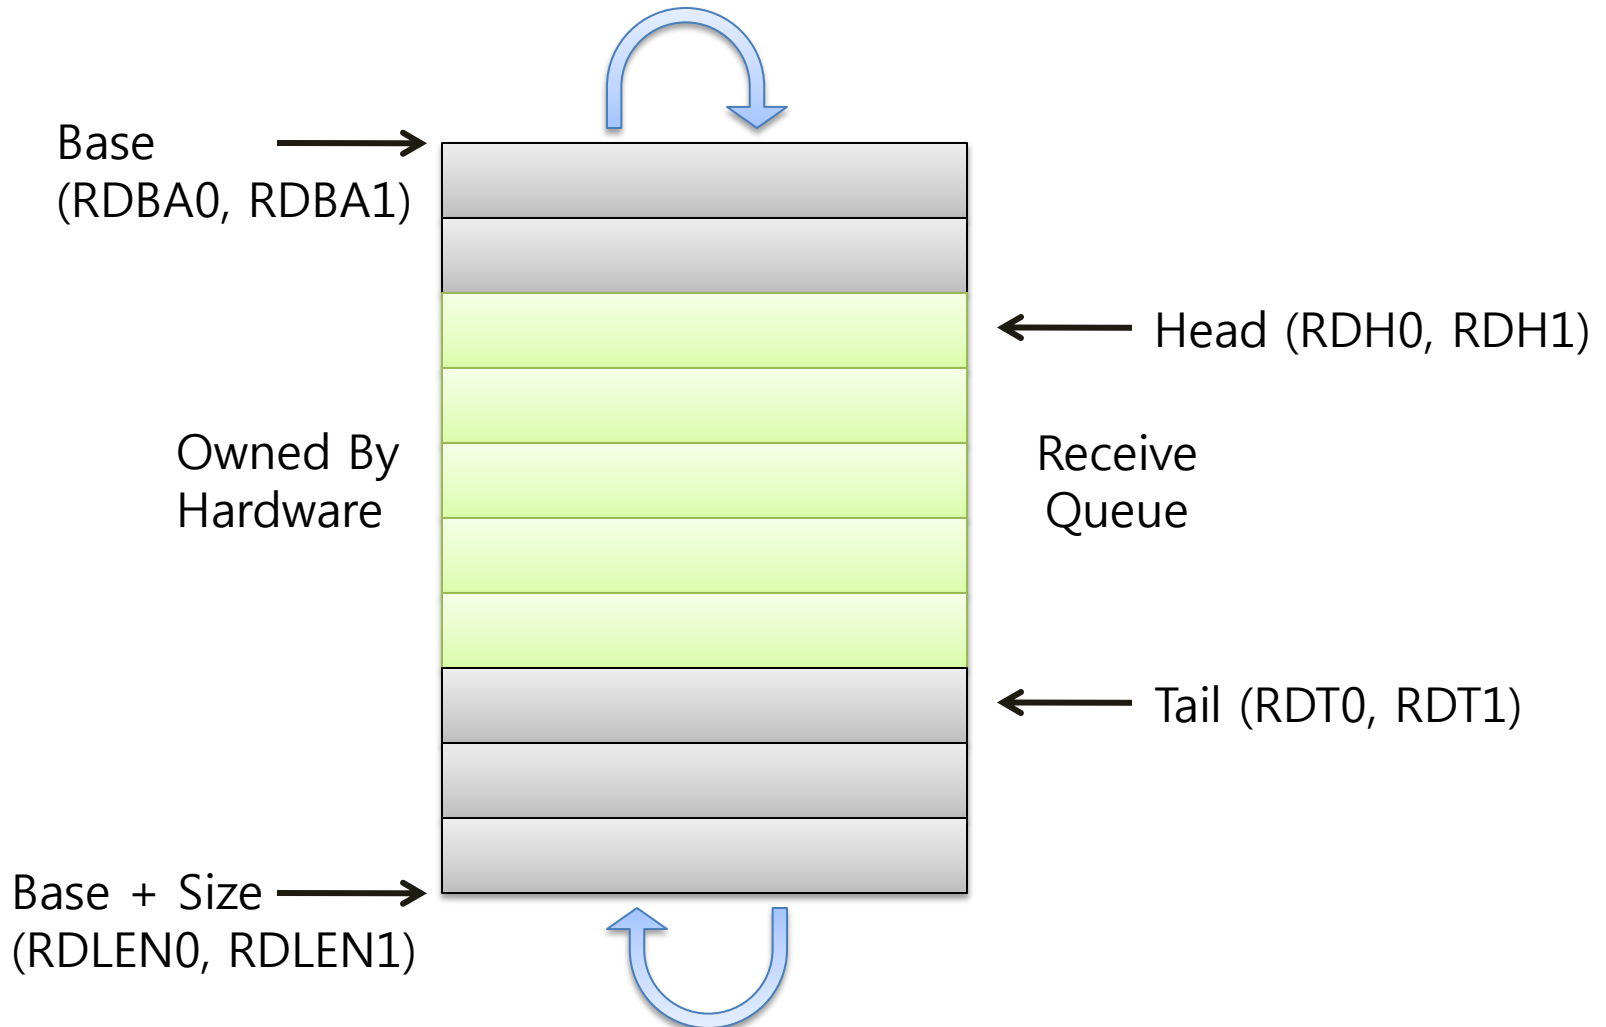 Base
(RDBA0, RDBA1)
Head (RDH0, RDH1)
Owned By
Hardware
Receive
Queue
Tail (RDT0, RDT1)
Base + Size
(RDLEN0, RDLEN1)